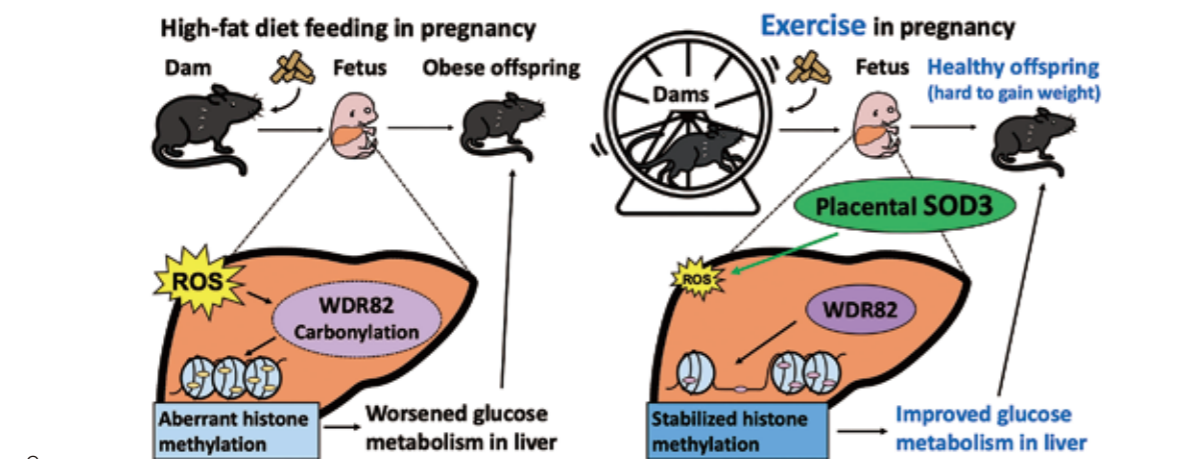 High-fat diet feeding in pregnancy
Dam
Fetus
Obese offspring
ROS
WDR82
Carbonylation
Aberrant histone
methylation
Worsened glucose
metabolism in liver
Exercise in pregnancy
Dams
Fetus
Healthy offspring
(hard to gain weight)
Placental SOD3
ROS
WDR82
Stabilized histone
methylation
Improved glucose
metabolism in liver